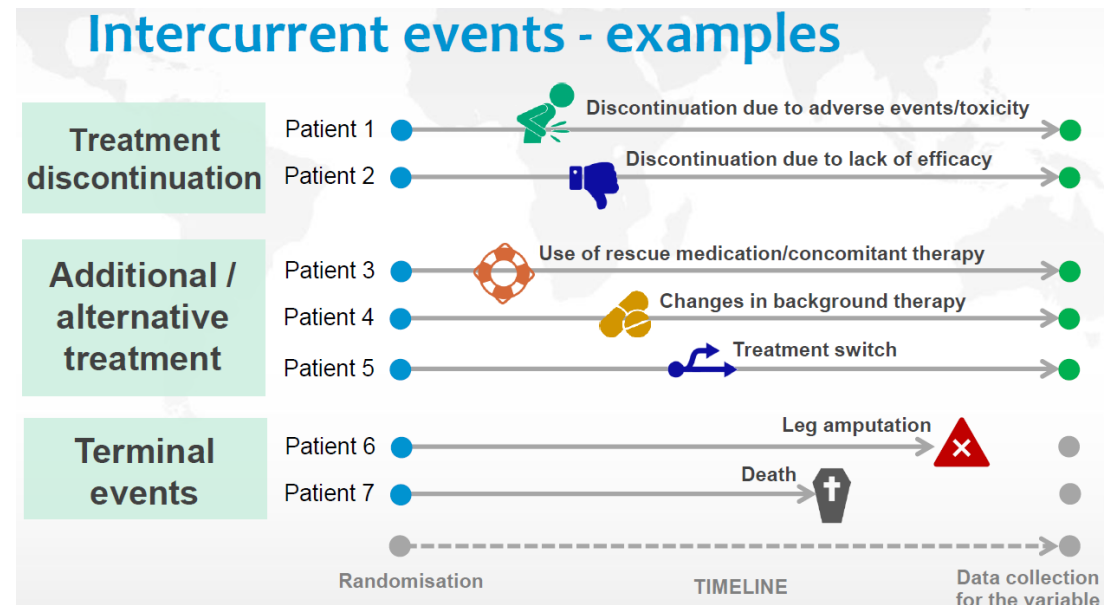 Intercurrent events - examples
Treatment
discontinuation
Patient 1
Discontinuation due to adverse events/toxicity
Patient 2
Discontinuation due to lack of efficacy
Additional /
alternative
treatment
Patient 3
Use of rescue medication/concomitant therapy
Patient 4
Changes in background therapy
Patient 5
Treatment switch
Terminal
events
Patient 6
Leg amputation
Patient 7
Death
Randomisation
TIMELINE
Data collection
for the variable